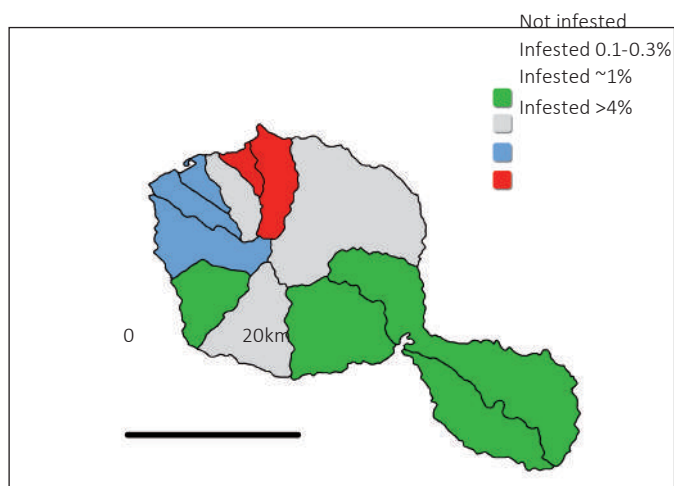 Not infested
Infested 0.1-0.3%
Infested ~1%
Infested >4%
0 20km